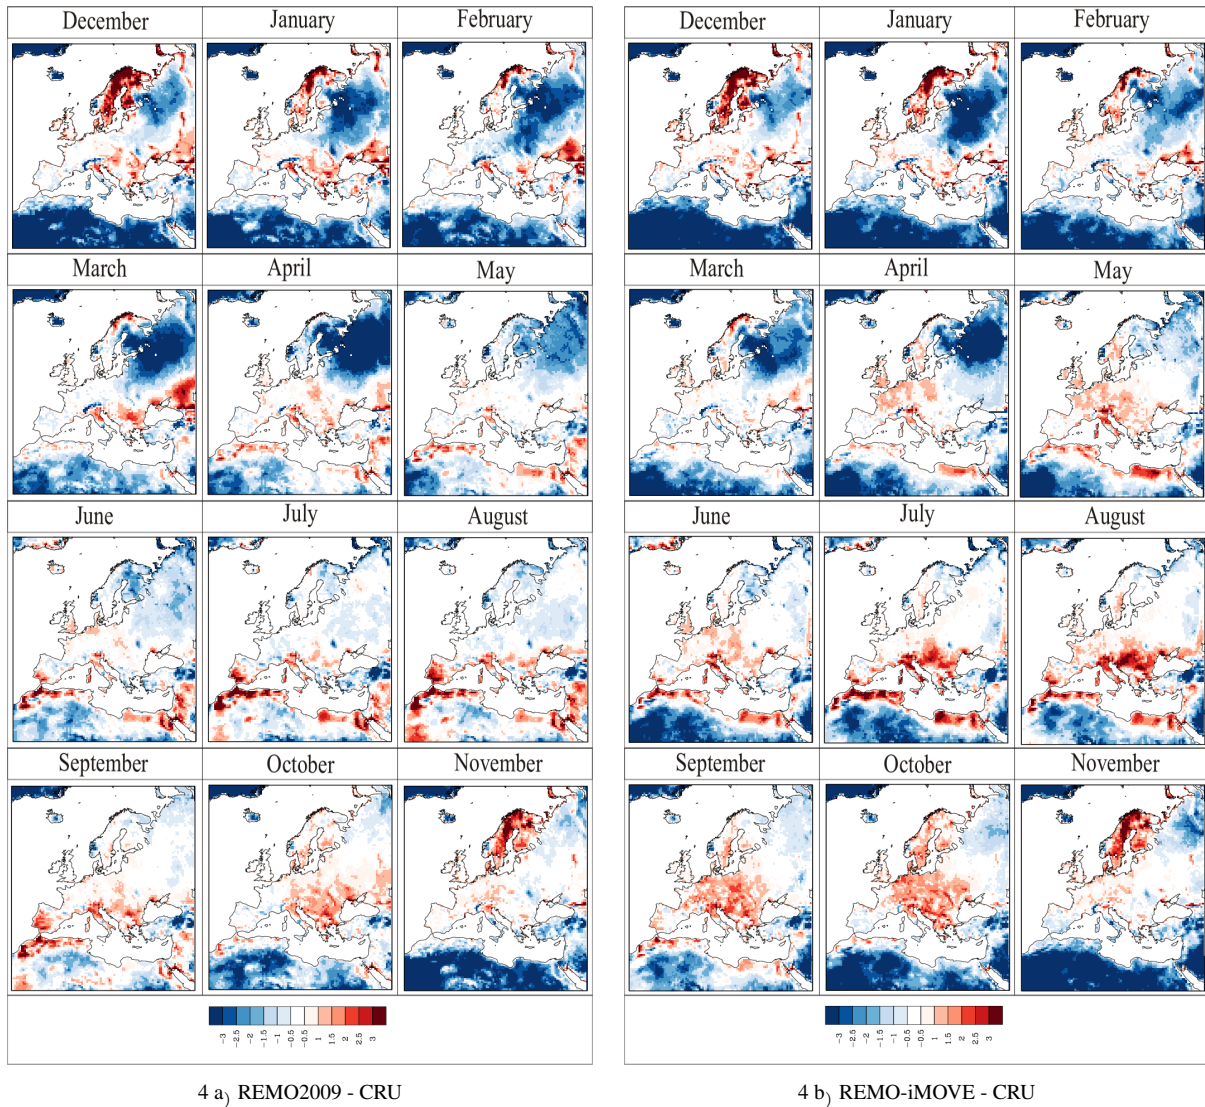 December January February
March April May
June July August
September October November
-3 -2.5 -2 -1.5 -1 -0.5 0.5 1 1.5 2 2.5 3
4 a) REMO2009 - CRU
December January February
March April May
June July August
September October November
-3 -2.5 -2 -1.5 -1 -0.5 0.5 1 1.5 2 2.5 3
4 b) REMO-iMOVE - CRU